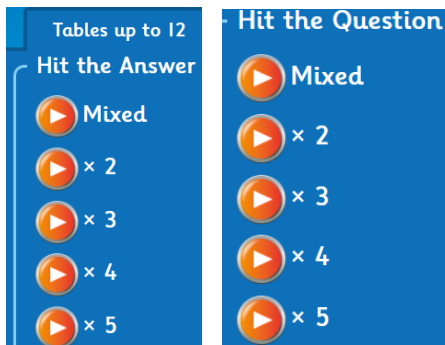 Tables up to 12
Hit the Answer
Mixed
× 2
× 3
× 4
× 5
Hit the Question
Mixed
× 2
× 3
× 4
× 5